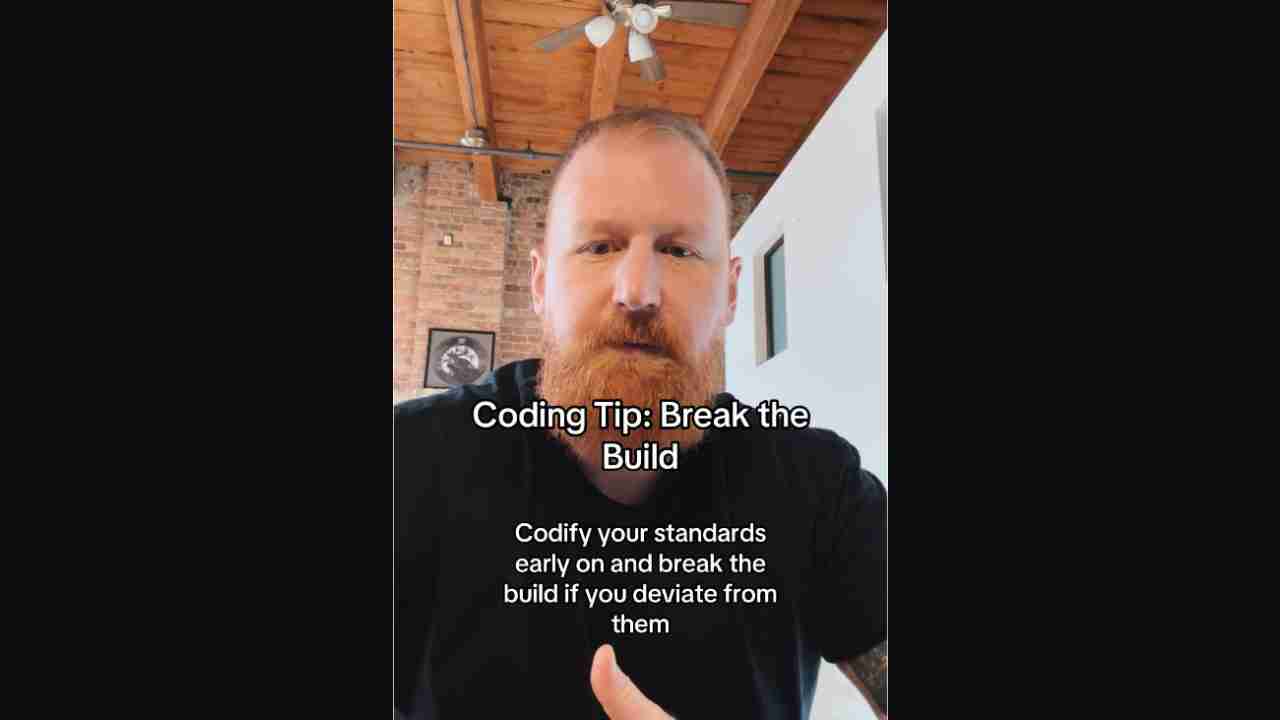 Coding Tip: Break the
Build
Codify your standards
early on and break the
build if you deviate from
them